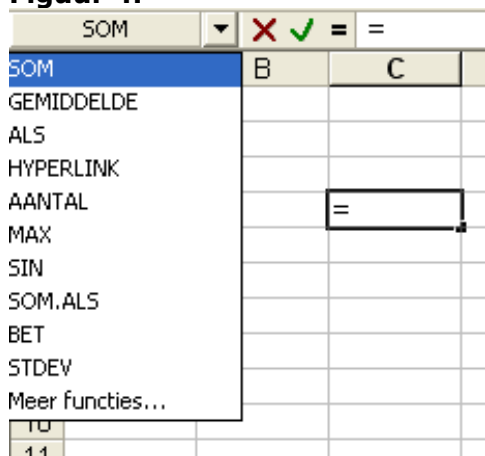 Figuur 4.
SOM = =
SOM B C
GEMIDDELDE
ALS
HYPERLINK
AANTAL =
MAX
SIN
SOM.ALS
BET
STDEV
Meer functies...
10
11